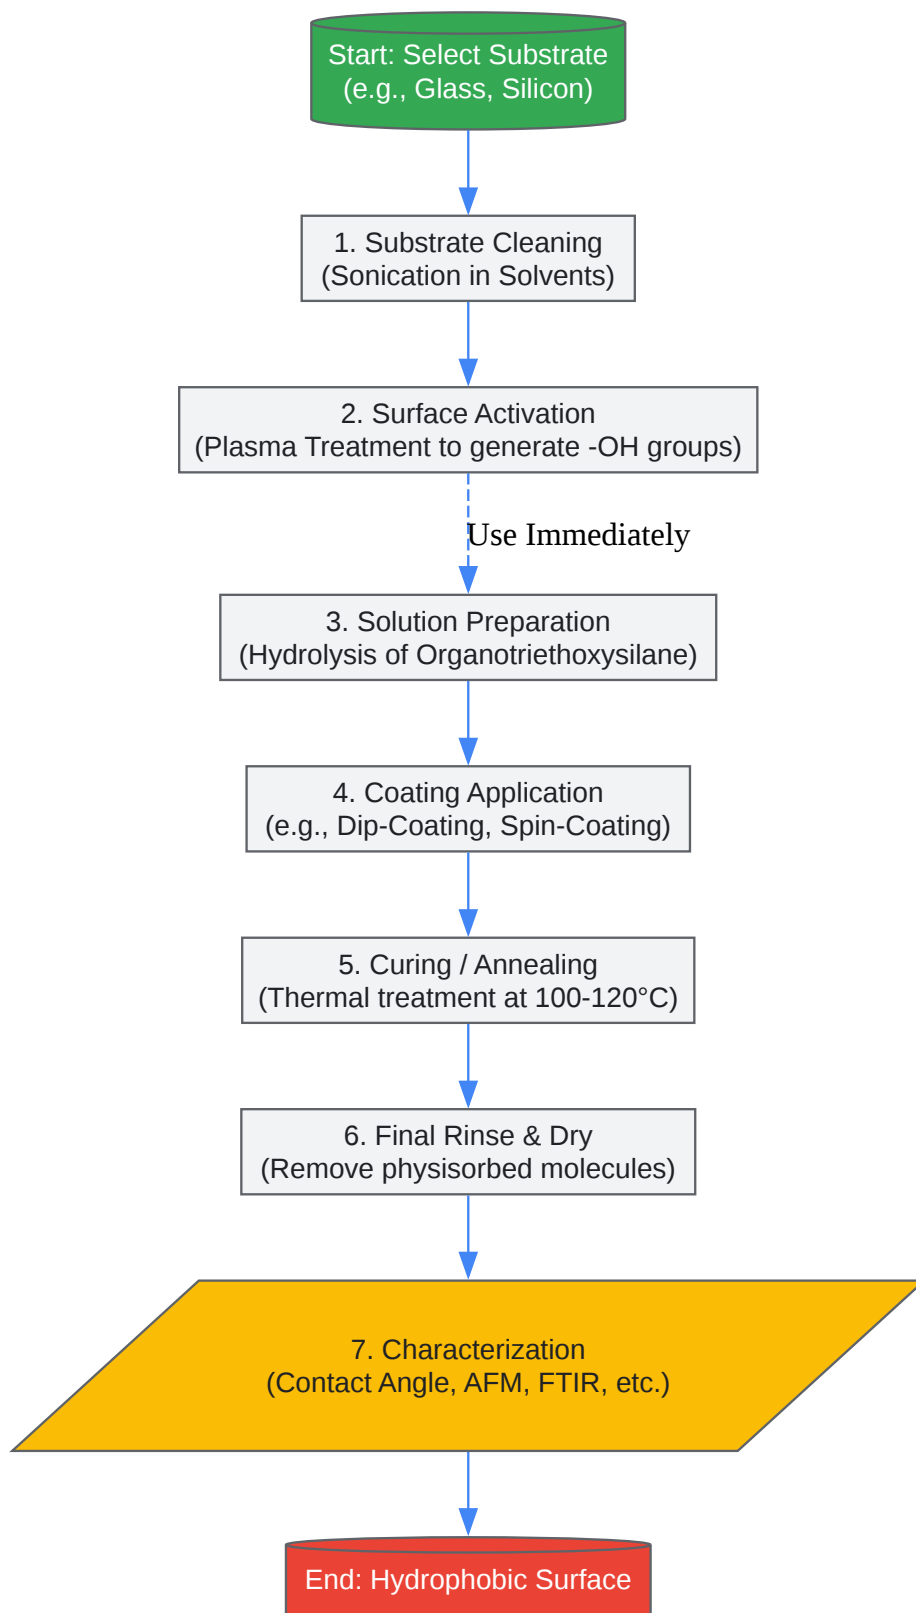 Start: Select Substrate
(e.g., Glass, Silicon)
1. Substrate Cleaning
(Sonication in Solvents)
2. Surface Activation
(Plasma Treatment to generate -OH groups)
Use Immediately
3. Solution Preparation
(Hydrolysis of Organotriethoxysilane)
4. Coating Application
(e.g., Dip-Coating, Spin-Coating)
5. Curing / Annealing
(Thermal treatment at 100-120°C)
6. Final Rinse & Dry
(Remove physisorbed molecules)
7. Characterization
(Contact Angle, AFM, FTIR, etc.)
End: Hydrophobic Surface